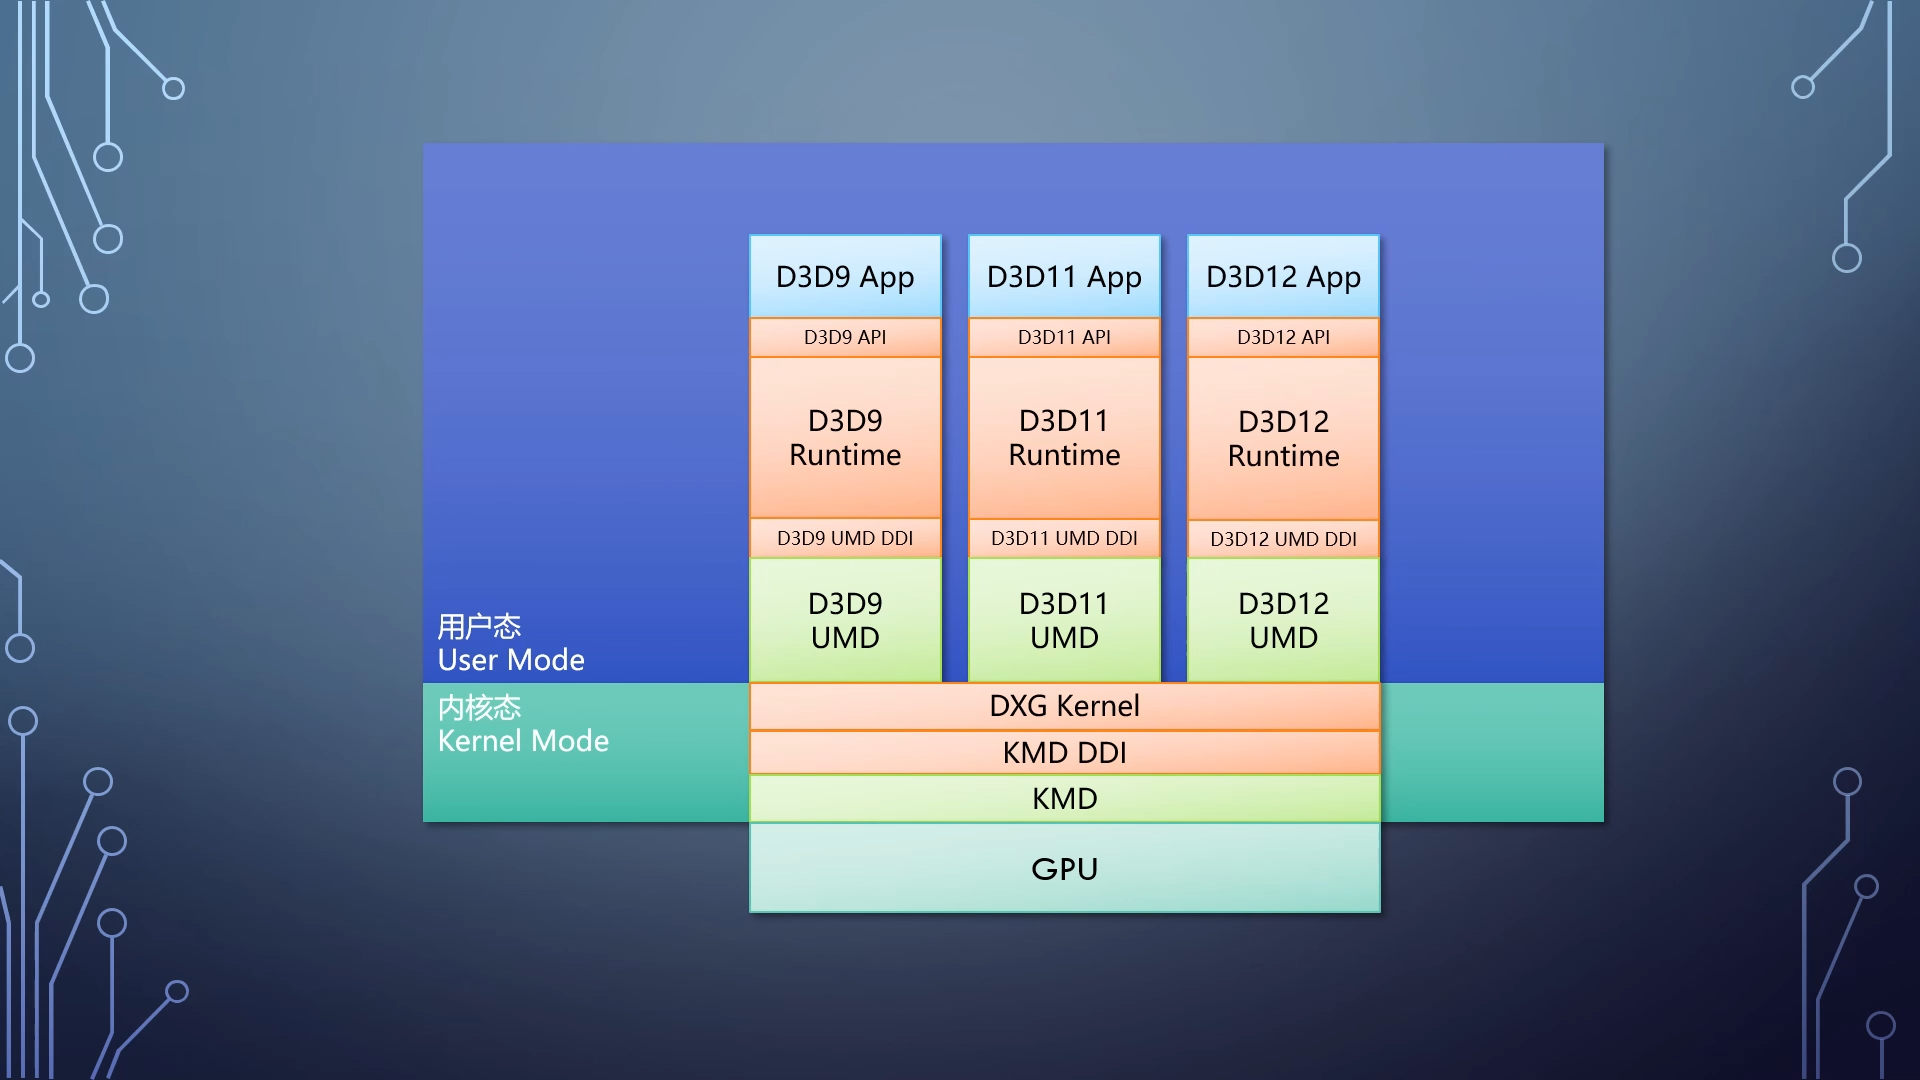 D3D9 App
D3D11 App
D3D12 App
D3D9 API
D3D11 API
D3D12 API
D3D9
Runtime
D3D11
Runtime
D3D12
Runtime
D3D9 UMD DDI
D3D11 UMD DDI
D3D12 UMD DDI
D3D9
UMD
D3D11
UMD
D3D12
UMD
用户态
User Mode
内核态
Kernel Mode
DXG Kernel
KMD DDI
KMD
GPU